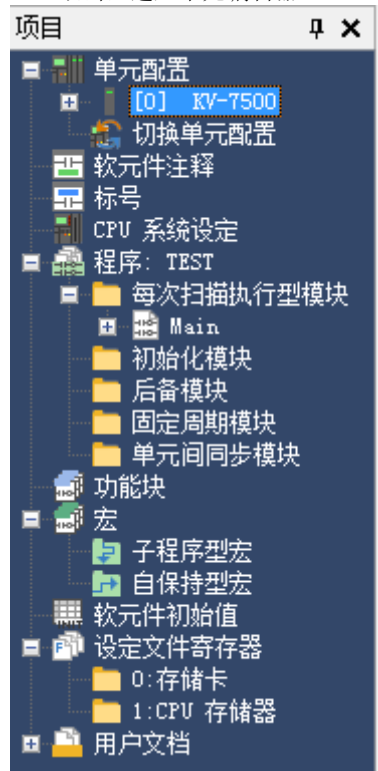 项目
单元配置
[0] KV-7500
切换单元配置
软元件注释
标号
CPU 系统设定
程序: TEST
每次扫描执行型模块
Main
初始化模块
后备模块
固定周期模块
单元间同步模块
功能块
宏
子程序型宏
自保持型宏
软元件初始值
设定文件寄存器
0:存储卡
1:CPU 存储器
用户文档